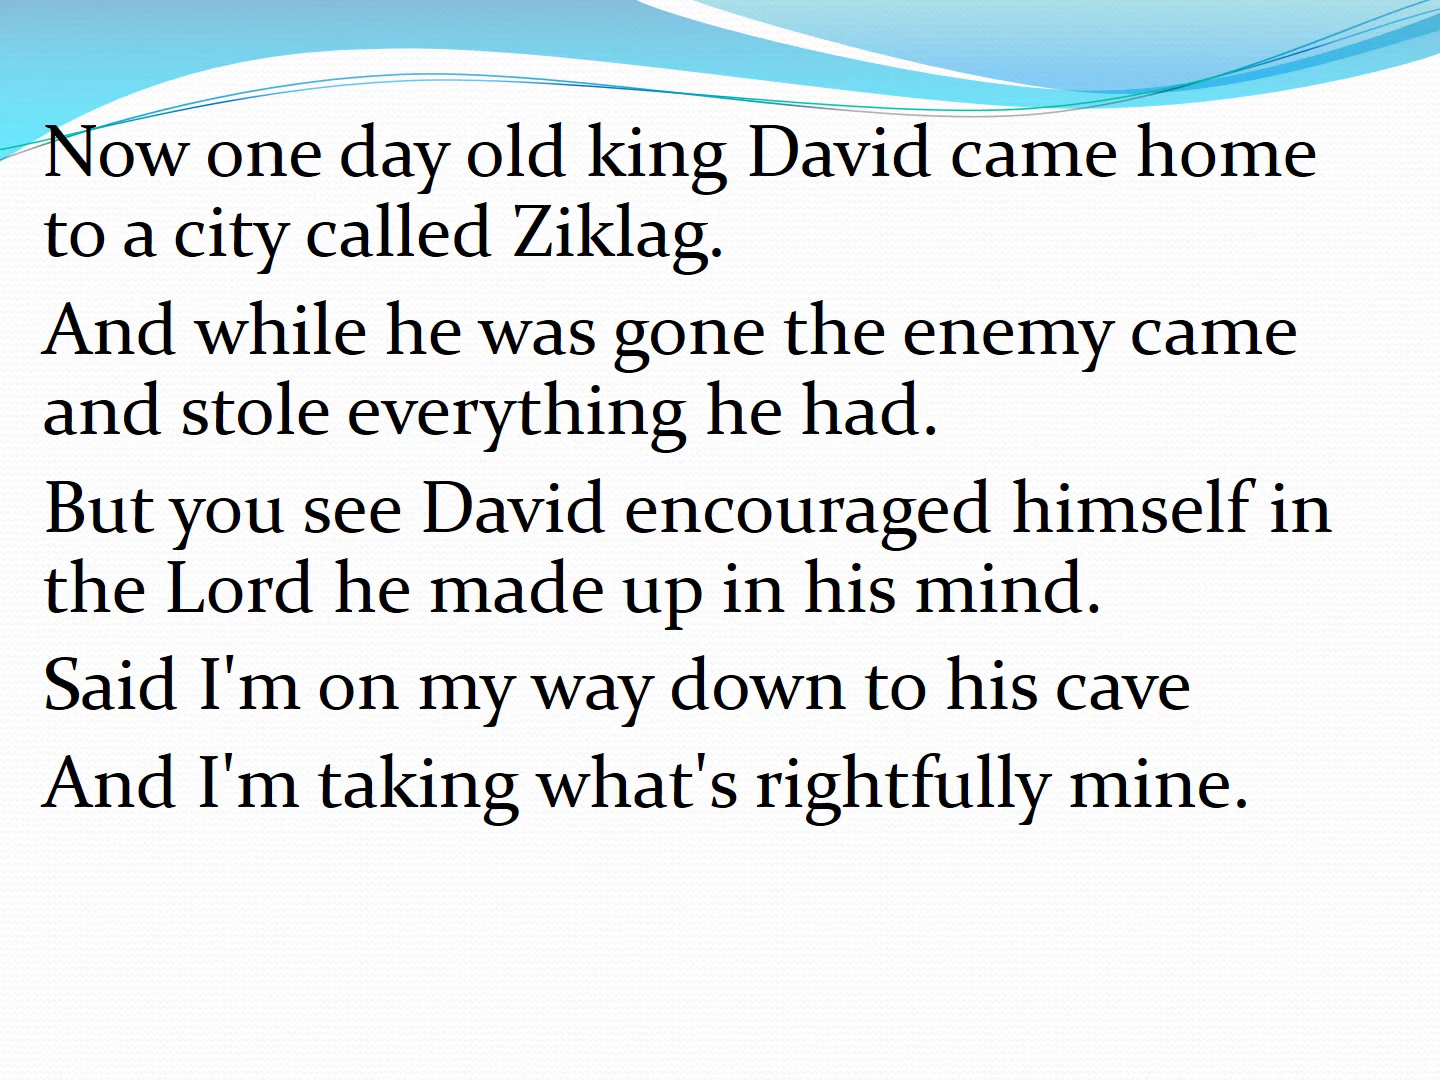 Now one day old king David came home
to a city called Ziklag.
And while he was gone the enemy came
and stole everything he had.
But you see David encouraged himself in
the Lord he made up in his mind.
Said I'm on my way down to his cave
And I'm taking what's rightfully mine.